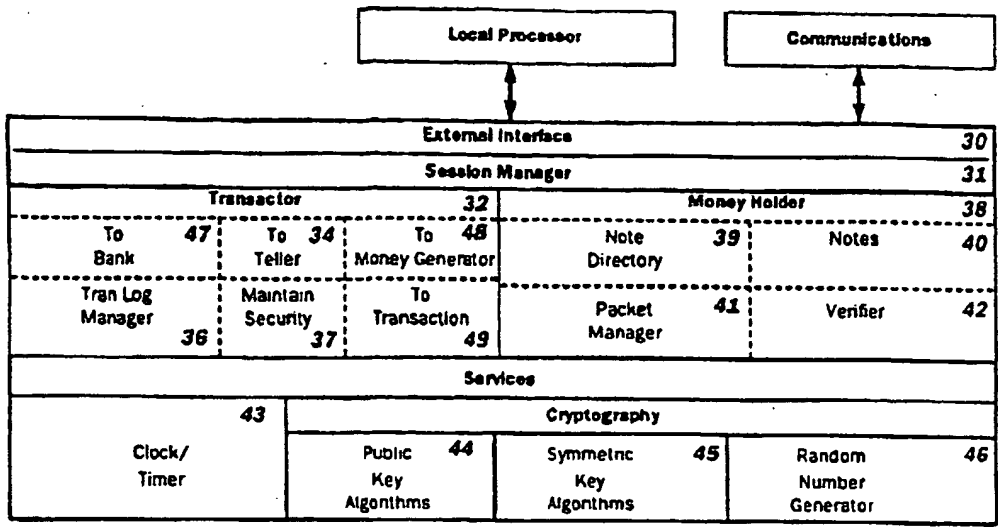 Local Processor
Communications
External Interface 30
Session Manager 31
Transactor 32
Money Holder 38
To 47
Bank
To 34
Teller
To 48
Money Generator
Note 39
Directory
Notes 40
Tran Log
Manager
36
Maintain
Security
37
To
Transaction
49
Packet 41
Manager
Verifier 42
Services
43
Clock/
Timer
Cryptography
Public 44
Key
Algorithms
Symmetric 45
Key
Algorithms
Random 46
Number
Generator